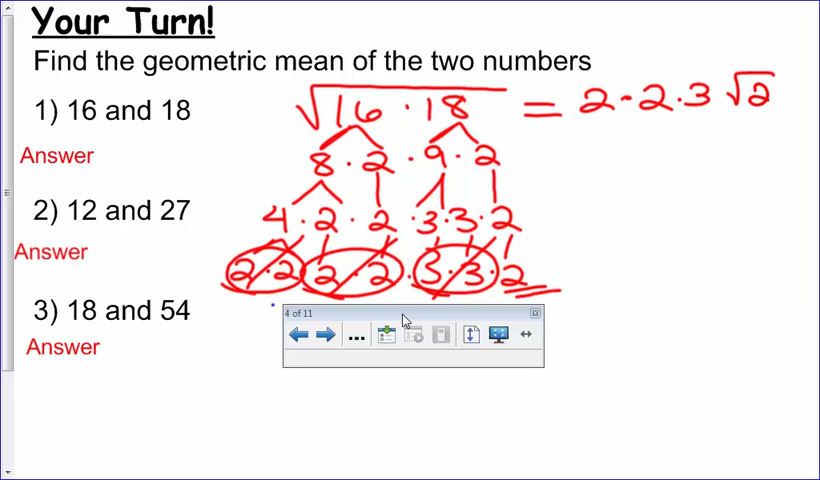 Your Turn!
Find the geometric mean of the two numbers
1) 16 and 18
√16 · 18 = 2 · 2 · 3 √2
Answer
8 · 2 · 9 · 2
2) 12 and 27
4 · 2 · 2 · 3 · 3 · 2
Answer
2 · 2 2 · 2 · 3 · 3 · 2
3) 18 and 54
4 of 11
...
Answer